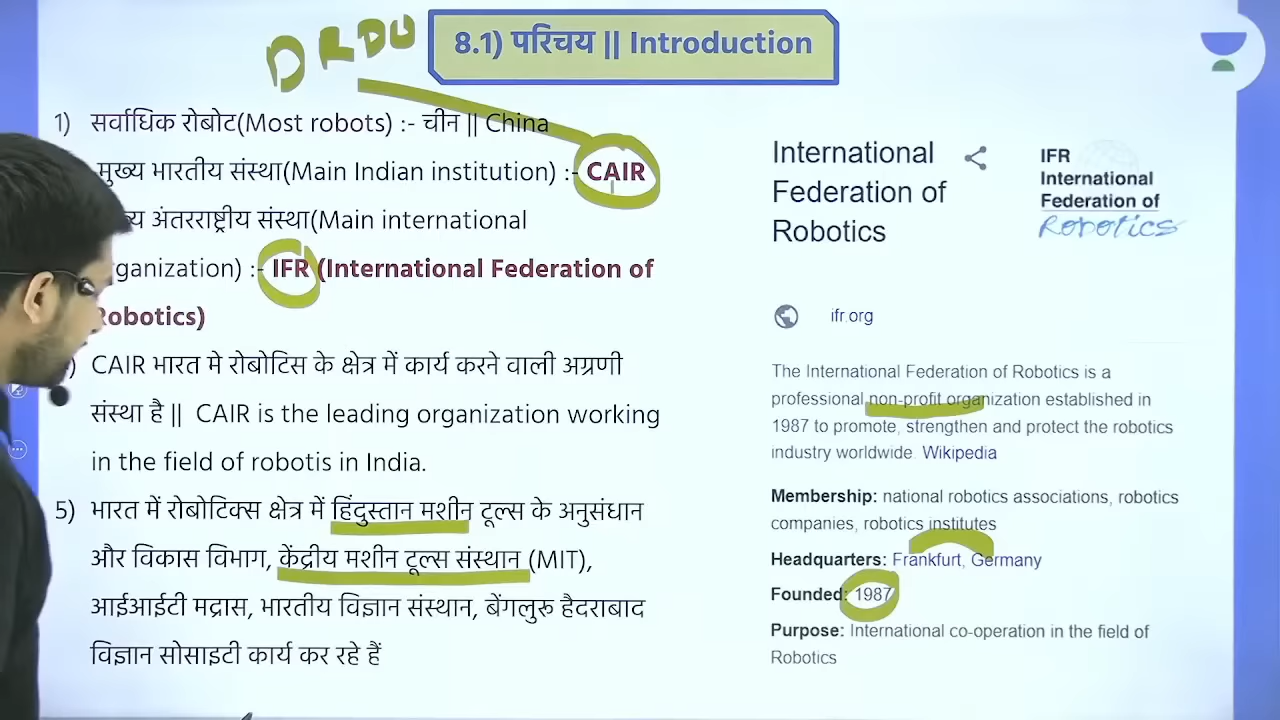 DRDO
8.1) परिचय || Introduction
1) सर्वाधिक रोबोट(Most robots) :- चीन || China
मुख्य भारतीय संस्था(Main Indian institution) :- CAIR
अंतरराष्ट्रीय संस्था(Main international
:- IFR (International Federation of
Robotics)
CAIR भारत मे रोबोटिस के क्षेत्र में कार्य करने वाली अग्रणी
संस्था है || CAIR is the leading organization working
in the field of robotis in India.
5) भारत में रोबोटिक्स क्षेत्र में हिंदुस्तान मशीन टूल्स के अनुसंधान
और विकास विभाग, केंद्रीय मशीन टूल्स संस्थान (MIT),
आईआईटी मद्रास, भारतीय विज्ञान संस्थान, बेंगलुरू हैदराबाद
विज्ञान सोसाइटी कार्य कर रहे हैं
International
Federation of
Robotics
IFR
International
Federation of
Robotics
ifr.org
The International Federation of Robotics is a
professional non-profit organization established in
1987 to promote, strengthen and protect the robotics
industry worldwide. Wikipedia
Membership: national robotics associations, robotics
companies, robotics institutes
Headquarters: Frankfurt, Germany
Founded: 1987
Purpose: International co-operation in the field of
Robotics